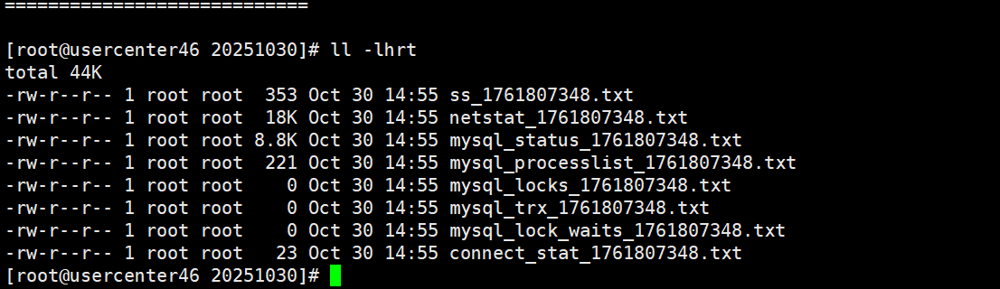 ============================
[root@usercenter46 20251030]# ll -lhrt
total 44K
-rw-r--r-- 1 root root  353 Oct 30 14:55 ss_1761807348.txt
-rw-r--r-- 1 root root  18K Oct 30 14:55 netstat_1761807348.txt
-rw-r--r-- 1 root root 8.8K Oct 30 14:55 mysql_status_1761807348.txt
-rw-r--r-- 1 root root  221 Oct 30 14:55 mysql_processlist_1761807348.txt
-rw-r--r-- 1 root root    0 Oct 30 14:55 mysql_locks_1761807348.txt
-rw-r--r-- 1 root root    0 Oct 30 14:55 mysql_trx_1761807348.txt
-rw-r--r-- 1 root root    0 Oct 30 14:55 mysql_lock_waits_1761807348.txt
-rw-r--r-- 1 root root   23 Oct 30 14:55 connect_stat_1761807348.txt
[root@usercenter46 20251030]#